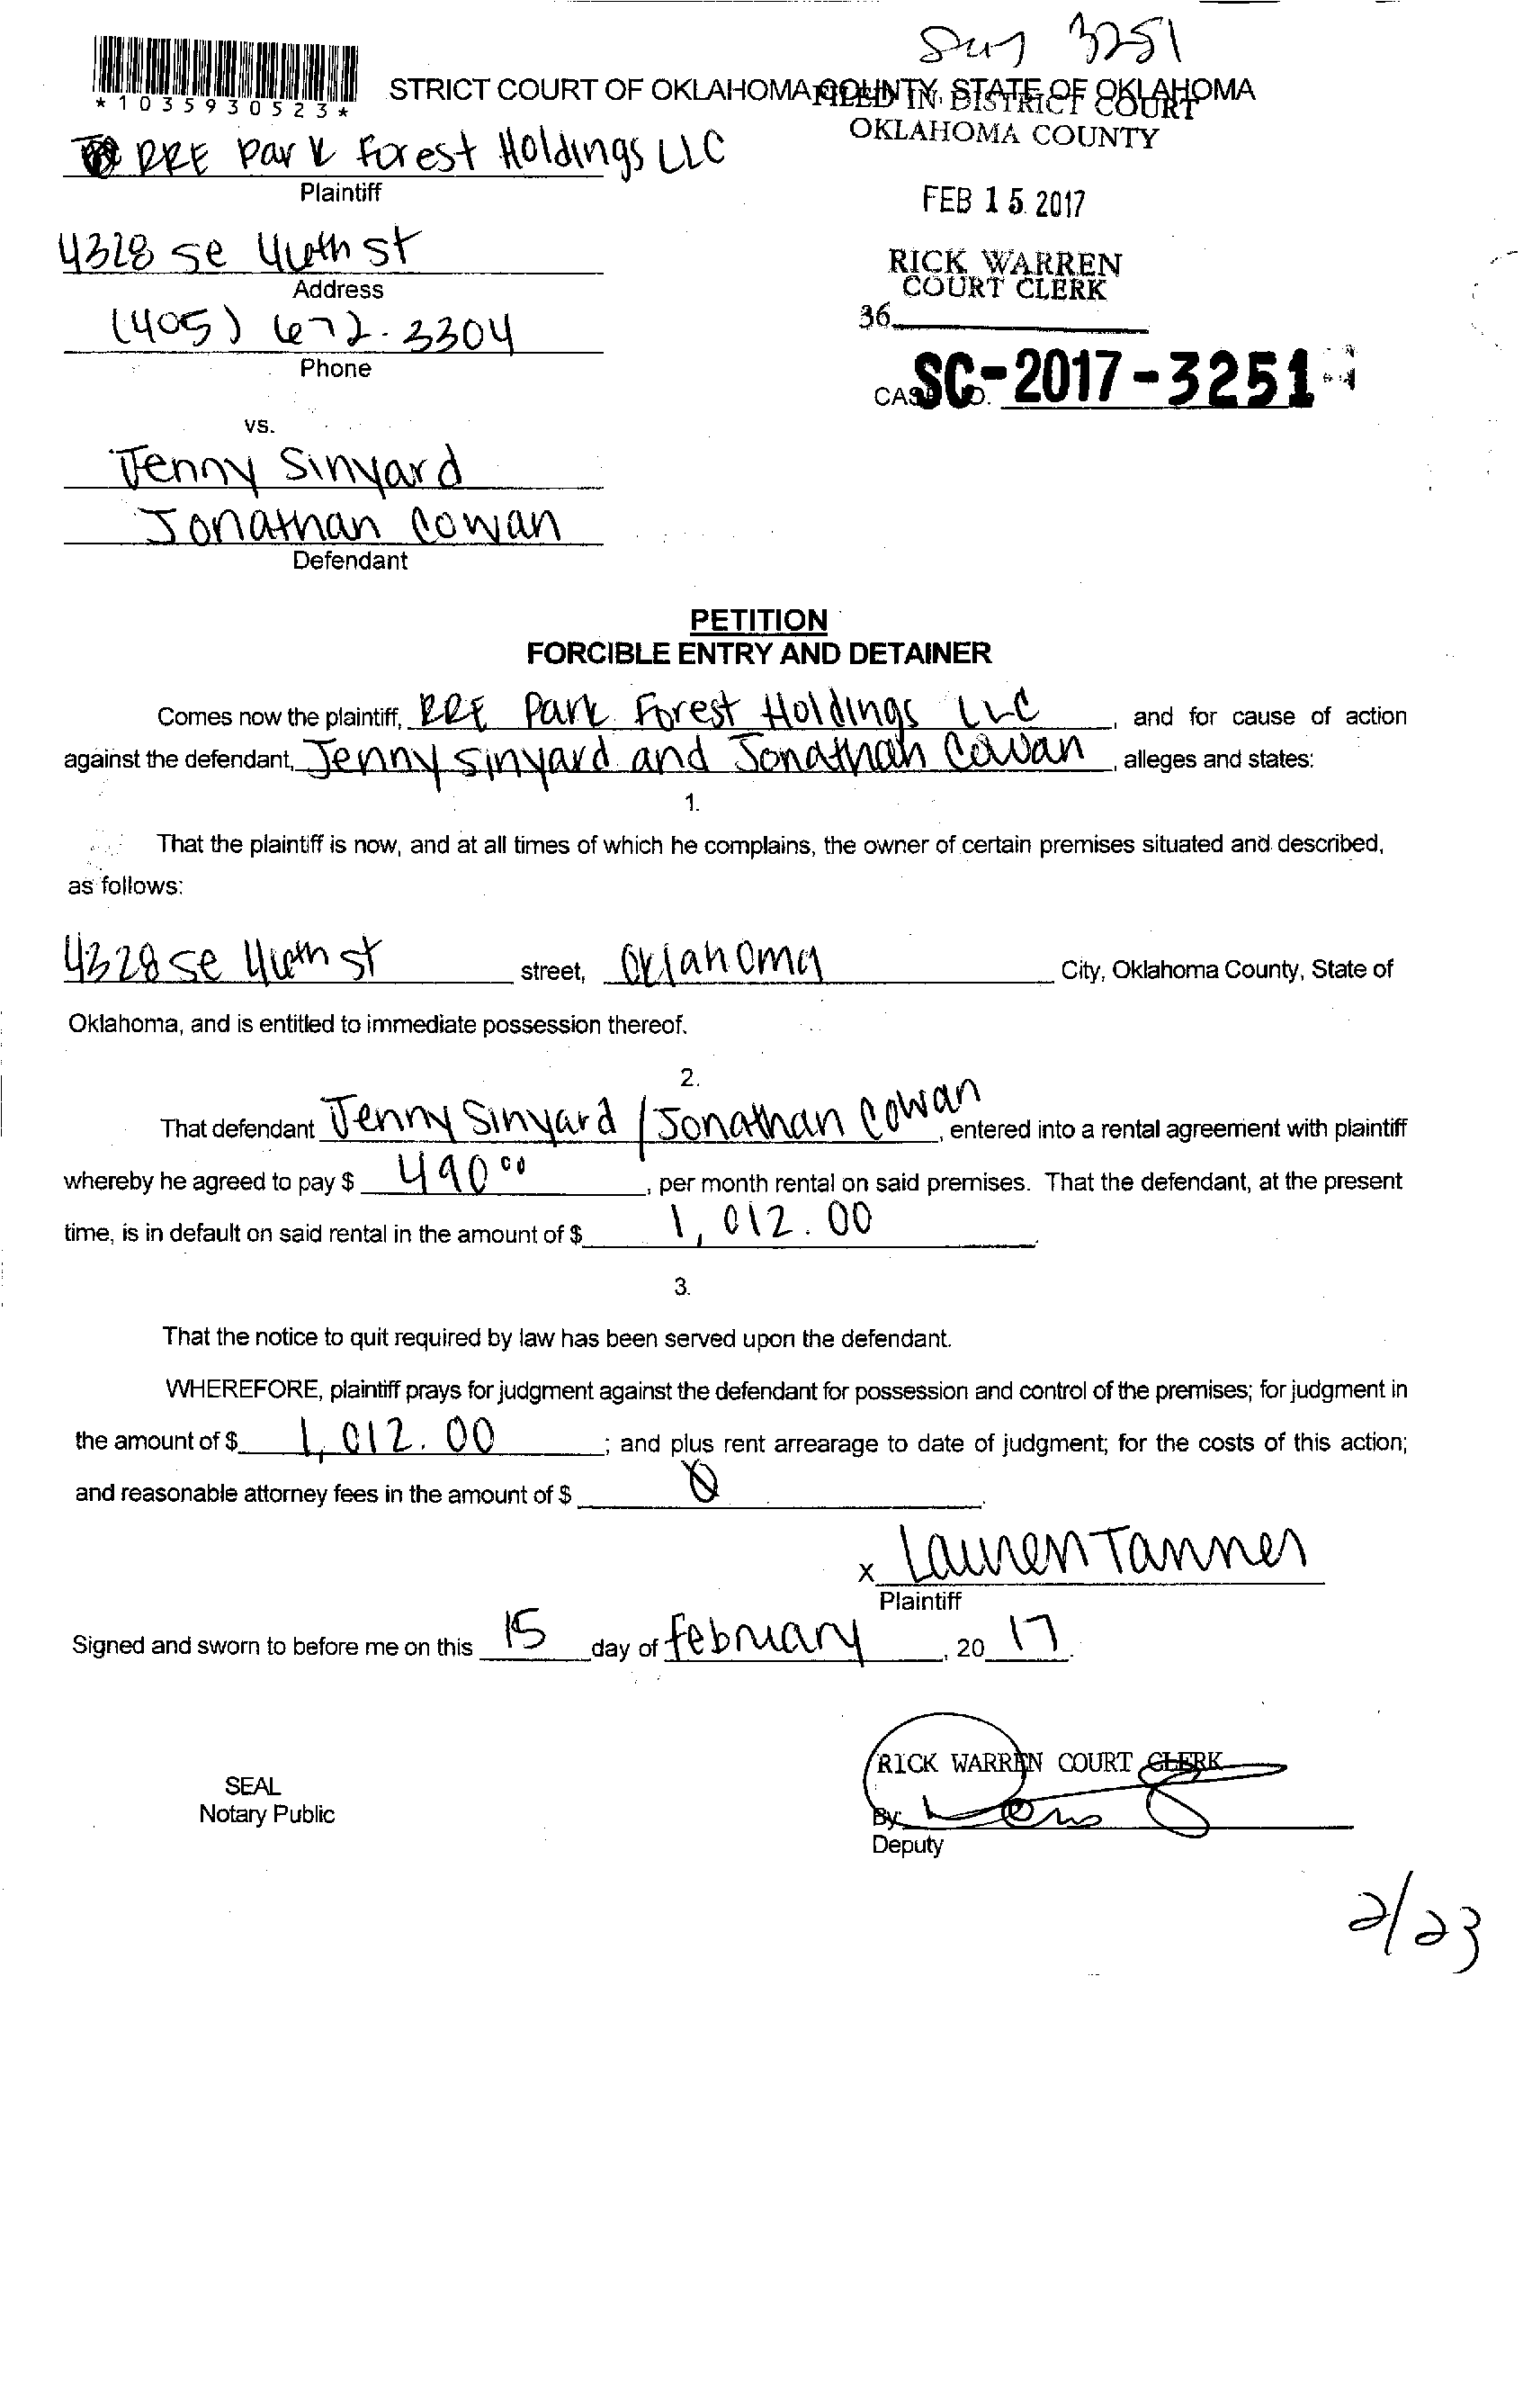 3251
*1035930523*
STRICT COURT OF OKLAHOMA COUNTY, STATE OF OKLAHOMA
FILED IN DISTRICT COURT
OKLAHOMA COUNTY
RRE Park Forest Holdings LLC
Plaintiff
FEB 15 2017
4328 Se 46th st
Address
RICK WARREN
COURT CLERK
(405) 672-3304
Phone
36
CASE NO. SC-2017-3251
vs.
Jenny Sinyard
Jonathan Cowan
Defendant
PETITION
FORCIBLE ENTRY AND DETAINER
Comes now the plaintiff, RRE Park Forest Holdings LLC, and for cause of action
against the defendant, Jenny Sinyard and Jonathan Cowan, alleges and states:
1.
That the plaintiff is now, and at all times of which he complains, the owner of certain premises situated and described,
as follows:
4328 se 46th st street, Oklahoma City, Oklahoma County, State of
Oklahoma, and is entitled to immediate possession thereof.
2.
That defendant Jenny Sinyard / Jonathan Cowan, entered into a rental agreement with plaintiff
whereby he agreed to pay $ 490 00, per month rental on said premises. That the defendant, at the present
time, is in default on said rental in the amount of $ 1,012.00
3.
That the notice to quit required by law has been served upon the defendant.
WHEREFORE, plaintiff prays for judgment against the defendant for possession and control of the premises; for judgment in
the amount of $ 1,012.00; and plus rent arrearage to date of judgment; for the costs of this action;
and reasonable attorney fees in the amount of $ 0.
x Lauren Tanner
Plaintiff
Signed and sworn to before me on this 15 day of February, 20 17.
RICK WARREN COURT CLERK
SEAL
Notary Public
By:
Deputy
2/23